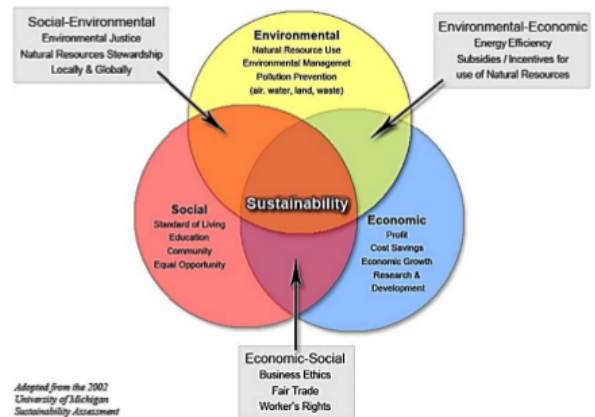 Social-Environmental
Environmental Justice
Natural Resources Stewardship
Locally & Globally
Environmental
Natural Resource Use
Environmental Managemet
Pollution Prevention
(air. water, land, waste)
Environmental-Economic
Energy Efficiency
Subsidies / Incentives for
use of Natural Resources
Sustainability
Social
Standard of Living
Education
Community
Equal Opportunity
Economic
Profit
Cost Savings
Economic Growth
Research &
Development
Economic-Social
Business Ethics
Fair Trade
Worker's Rights
Adopted from the 2002
University of Michigan
Sustainability Assessment